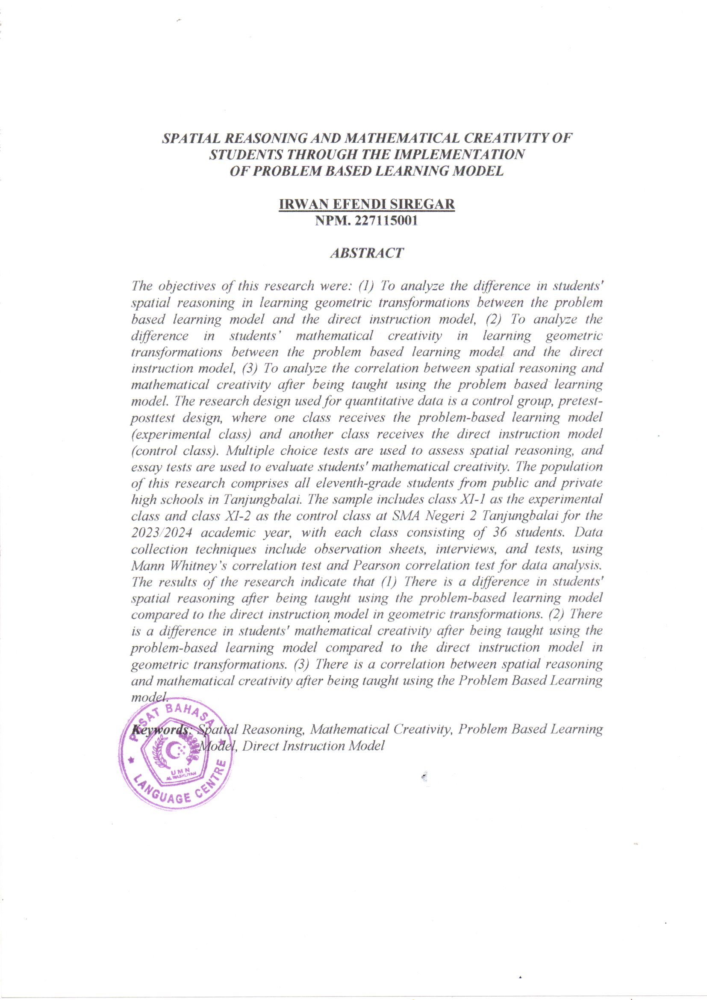 SPATIAL REASONING AND MATHEMATICAL CREATIVITY OF
STUDENTS THROUGH THE IMPLEMENTATION
OF PROBLEM BASED LEARNING MODEL
IRWAN EFENDI SIREGAR
NPM. 227115001
ABSTRACT
The objectives of this research were: (1) To analyze the difference in students'
spatial reasoning in learning geometric transformations between the problem
based learning model and the direct instruction model, (2) To analyze the
difference in students' mathematical creativity in learning geometric
transformations between the problem based learning model and the direct
instruction model, (3) To analyze the correlation between spatial reasoning and
mathematical creativity after being taught using the problem based learning
model. The research design used for quantitative data is a control group, pretest-
posttest design, where one class receives the problem-based learning model
(experimental class) and another class receives the direct instruction model
(control class). Multiple choice tests are used to assess spatial reasoning, and
essay tests are used to evaluate students' mathematical creativity. The population
of this research comprises all eleventh-grade students from public and private
high schools in Tanjungbalai. The sample includes class XI-1 as the experimental
class and class XI-2 as the control class at SMA Negeri 2 Tanjungbalai for the
2023/2024 academic year, with each class consisting of 36 students. Data
collection techniques include observation sheets, interviews, and tests, using
Mann Whitney's correlation test and Pearson correlation test for data analysis.
The results of the research indicate that (1) There is a difference in students'
spatial reasoning after being taught using the problem-based learning model
compared to the direct instruction model in geometric transformations. (2) There
is a difference in students' mathematical creativity after being taught using the
problem-based learning model compared to the direct instruction model in
geometric transformations. (3) There is a correlation between spatial reasoning
and mathematical creativity after being taught using the Problem Based Learning
model.
Keywords: Spatial Reasoning, Mathematical Creativity, Problem Based Learning
Model, Direct Instruction Model
PUSAT BAHASA
UMN
AL WASHLIYAH
LANGUAGE CENTRE